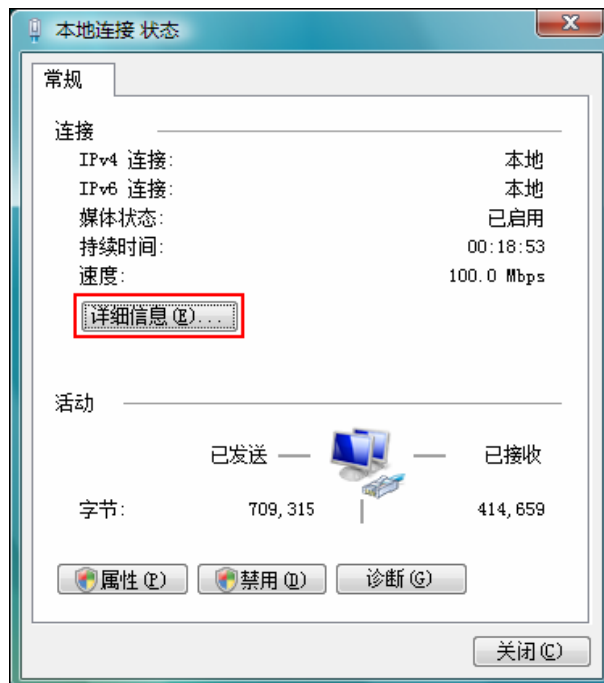 本地连接 状态
常规
连接
IPv4 连接: 本地
IPv6 连接: 本地
媒体状态: 已启用
持续时间: 00:18:53
速度: 100.0 Mbps
详细信息(E)...
活动
已发送 已接收
字节: 709,315 414,659
属性(P) 禁用(D) 诊断(G)
关闭(C)